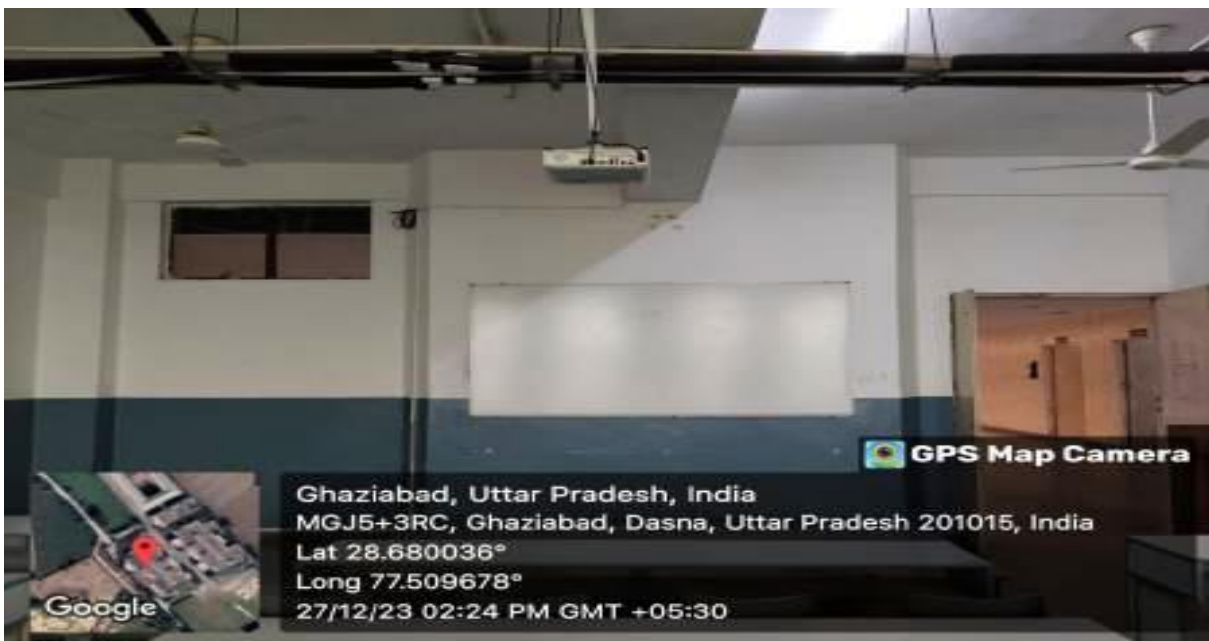 GPS Map Camera
Ghaziabad, Uttar Pradesh, India
MGJ5+3RC, Ghaziabad, Dasna, Uttar Pradesh 201015, India
Lat 28.680036°
Long 77.509678°
27/12/23 02:24 PM GMT +05:30
Google